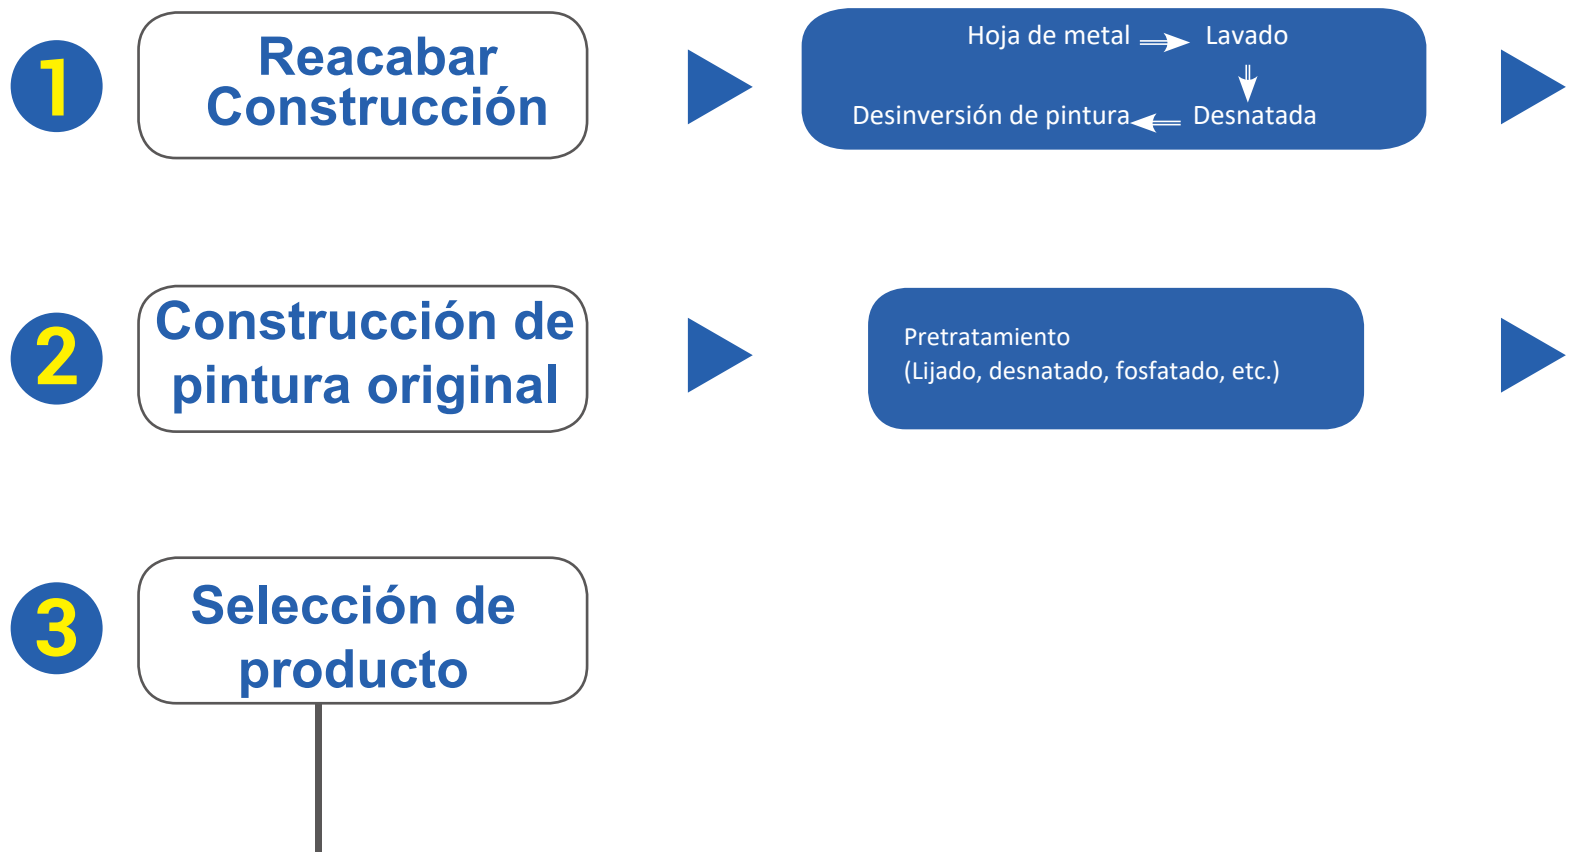 1
Reacabar
Construcción
Hoja de metal
Lavado
Desinversión de pintura
Desnatada
2
Construcción de
pintura original
Pretratamiento
(Lijado, desnatado, fosfatado, etc.)
3
Selección de
producto